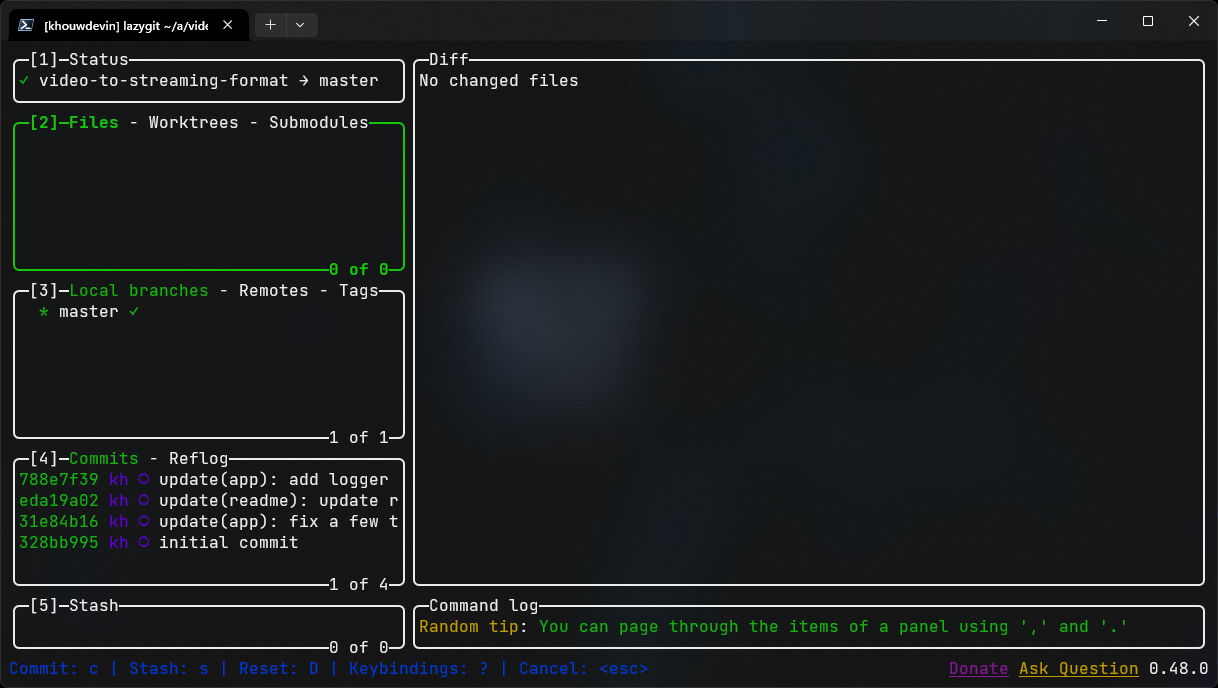 [khouwdevin] lazygit ~/a/vide
[1]─Status
✓ video-to-streaming-format → master
[2]─Files - Worktrees - Submodules
0 of 0
[3]─Local branches - Remotes - Tags
* master ✓
1 of 1
[4]─Commits - Reflog
788e7f39 kh ○ update(app): add logger
eda19a02 kh ○ update(readme): update r
31e84b16 kh ○ update(app): fix a few t
328bb995 kh ○ initial commit
1 of 4
[5]─Stash
0 of 0
Diff
No changed files
Command log
Random tip: You can page through the items of a panel using ',' and '.'
Commit: c | Stash: s | Reset: D | Keybindings: ? | Cancel: <esc>
Donate Ask Question 0.48.0